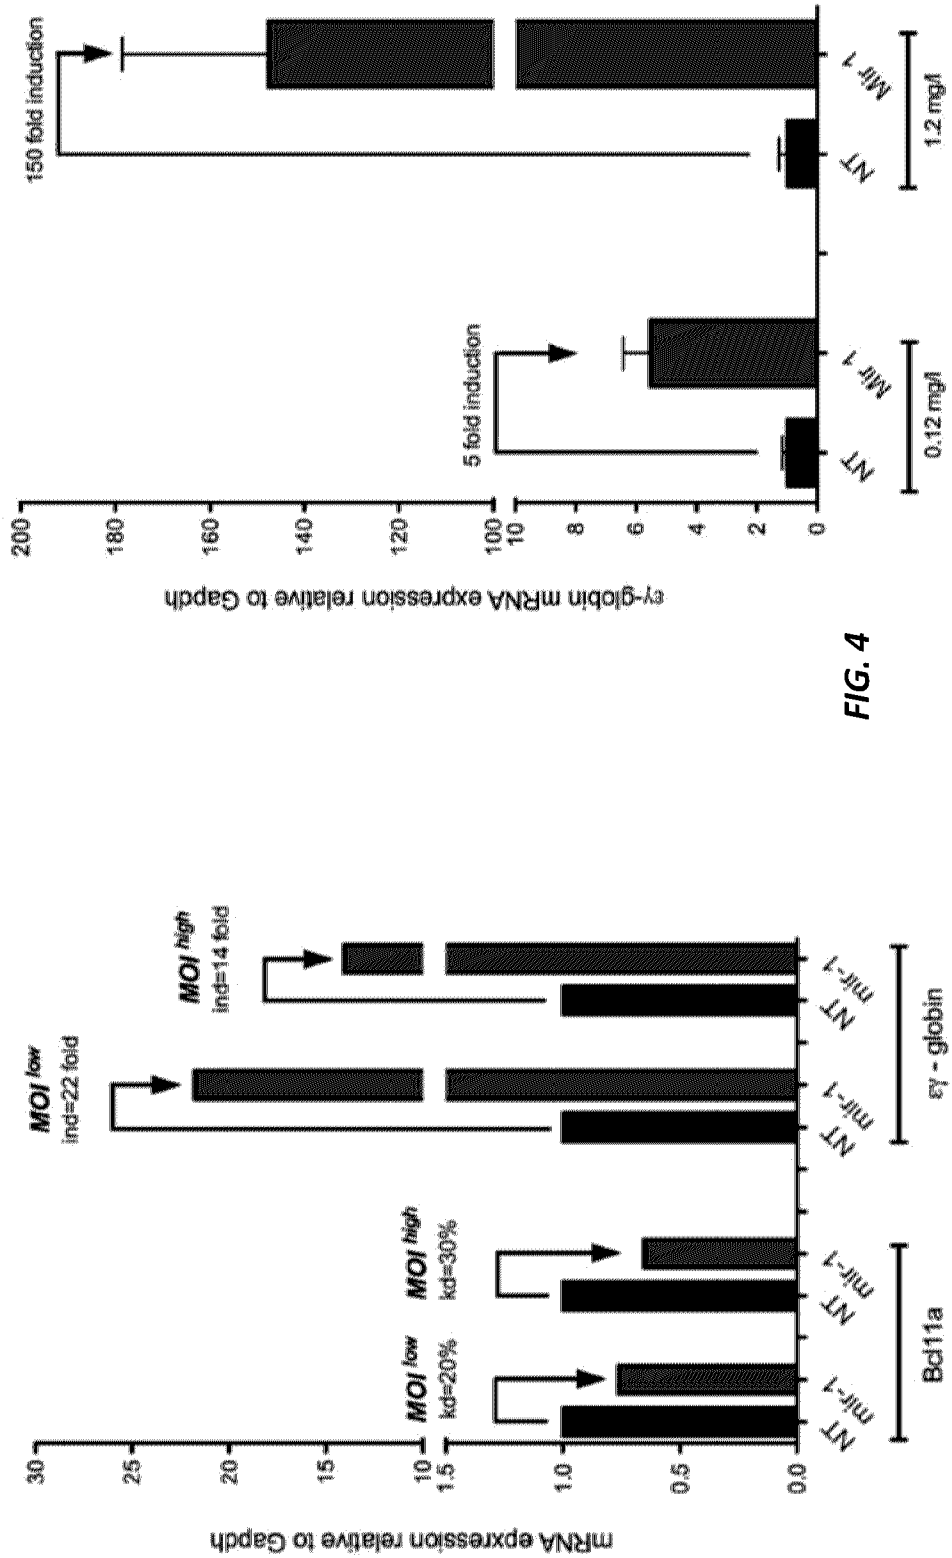 mRNA epxression relative to Gapdh
30
25
20
15
10
1.5
1.0
0.5
0.0
MOI low
kd=20%
MOI high
kd=30%
MOI low
ind=22 fold
MOI high
ind=14 fold
NT
mir-1
NT
mir-1
NT
mir-1
NT
mir-1
Bcl11a
εγ - globin
FIG. 4
εγ-globin mRNA expression relative to Gapdh
200
180
160
140
120
100
10
8
6
4
2
0
5 fold induction
150 fold induction
NT
Mir 1
NT
Mir 1
0.12 mg/l
1.2 mg/l